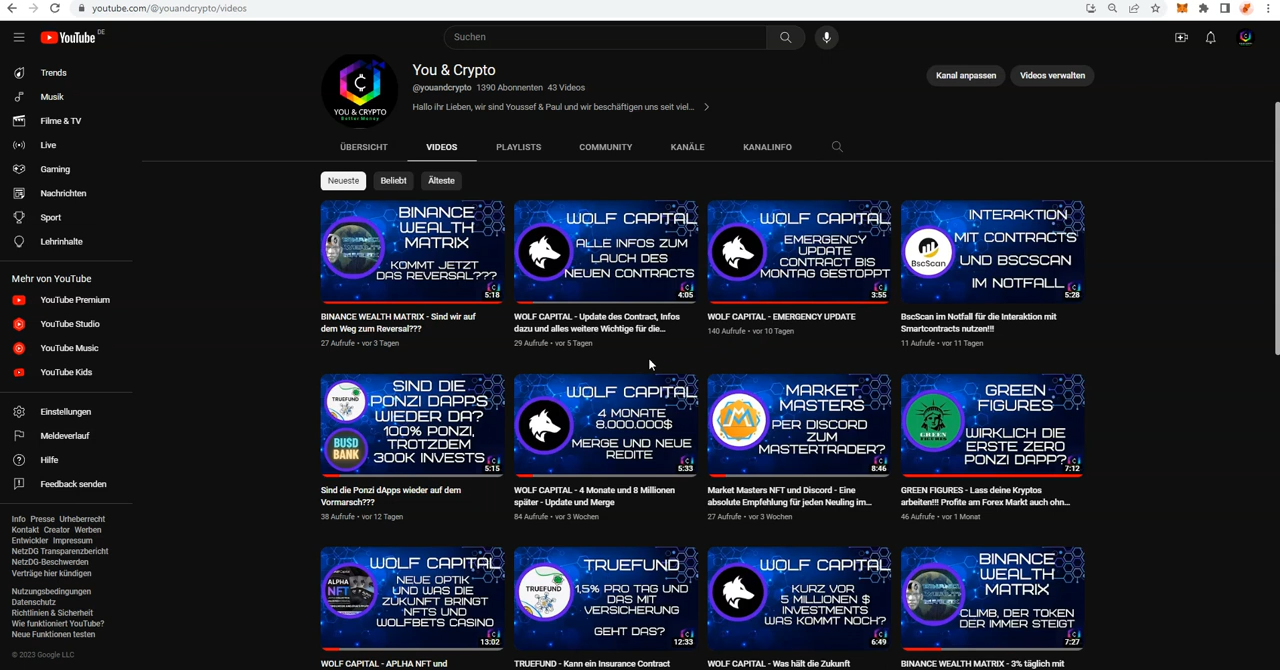 youtube.com/@youandcrypto/videos
YouTube DE
Suchen
Trends
Musik
Filme & TV
Live
Gaming
Nachrichten
Sport
Lehrinhalte
Mehr von YouTube
YouTube Premium
YouTube Studio
YouTube Music
YouTube Kids
Einstellungen
Meldeverlauf
Hilfe
Feedback senden
Info Presse Urheberrecht
Kontakt Creator Werben
Entwickler Impressum
NetzDG Transparenzbericht
NetzDG-Beschwerden
Verträge hier kündigen
Nutzungsbedingungen
Datenschutz
Richtlinien & Sicherheit
Wie funktioniert YouTube?
Neue Funktionen testen
© 2023 Google LLC
YOU & CRYPTO
Better Money
You & Crypto
@youandcrypto 1390 Abonnenten 43 Videos
Hallo ihr Lieben, wir sind Youssef & Paul und wir beschäftigen uns seit viel...
Kanal anpassen
Videos verwalten
ÜBERSICHT
VIDEOS
PLAYLISTS
COMMUNITY
KANÄLE
KANALINFO
Neueste
Beliebt
Älteste
BINANCE
WEALTH
MATRIX
KOMMT JETZT
DAS REVERSAL???
5:18
BINANCE WEALTH MATRIX - Sind wir auf
dem Weg zum Reversal???
27 Aufrufe • vor 3 Tagen
WOLF CAPITAL
ALLE INFOS ZUM
LAUCH DES
NEUEN CONTRACTS
4:05
WOLF CAPITAL - Update des Contract, Infos
dazu und alles weitere Wichtige für die...
29 Aufrufe • vor 5 Tagen
WOLF CAPITAL
EMERGENCY
UPDATE
CONTRACT BIS
MONTAG GESTOPPT
3:55
WOLF CAPITAL - EMERGENCY UPDATE
140 Aufrufe • vor 10 Tagen
INTERAKTION
MIT CONTRACTS
UND BSCSCAN
IM NOTFALL
BscScan
5:28
BscScan im Notfall für die Interaktion mit
Smartcontracts nutzen!!!
11 Aufrufe • vor 11 Tagen
TRUEFUND
BUSD
BANK
SIND DIE
PONZI DAPPS
WIEDER DA?
100% PONZI,
TROTZDEM
300K INVESTS
5:15
Sind die Ponzi dApps wieder auf dem
Vormarsch???
38 Aufrufe • vor 12 Tagen
WOLF CAPITAL
4 MONATE
8.000.000$
MERGE UND NEUE
REDITE
5:33
WOLF CAPITAL - 4 Monate und 8 Millionen
später - Update und Merge
84 Aufrufe • vor 3 Wochen
MARKET
MASTERS
PER DISCORD
ZUM
MASTERTRADER?
8:46
Market Masters NFT und Discord - Eine
absolute Empfehlung für jeden Neuling im...
27 Aufrufe • vor 3 Wochen
GREEN
FIGURES
WIRKLICH DIE
ERSTE ZERO
PONZI DAPP?
GREEN
7:12
GREEN FIGURES - Lass deine Kryptos
arbeiten!!! Profite am Forex Markt auch ohn...
46 Aufrufe • vor 1 Monat
WOLF CAPITAL
NEUE OPTIK
UND WAS DIE
ZUKUNFT BRINGT
NFTS UND
WOLFBETS CASINO
ALPHA
NFT
13:02
WOLF CAPITAL - APLHA NFT und
TRUEFUND
1,5% PRO TAG UND
DAS MIT
VERSICHERUNG
GEHT DAS?
TRUEFUND
12:33
TRUEFUND - Kann ein Insurance Contract
WOLF CAPITAL
KURZ VOR
5 MILLIONEN $
INVESTMENTS
WAS KOMMT NOCH?
6:49
WOLF CAPITAL - Was hält die Zukunft
BINANCE
WEALTH
MATRIX
CLIMB, DER TOKEN
DER IMMER STEIGT
7:27
BINANCE WEALTH MATRIX - 3% täglich mit